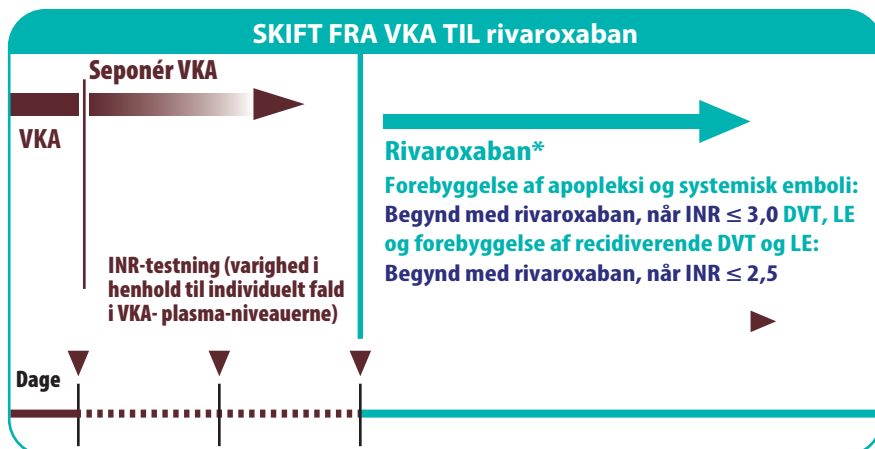 SKIFT FRA VKA TIL rivaroxaban
Seponér VKA
VKA
Rivaroxaban*
Forebyggelse af apopleksi og systemisk emboli:
Begynd med rivaroxaban, når INR ≤ 3,0 DVT, LE
og forebyggelse af recidiverende DVT og LE:
Begynd med rivaroxaban, når INR ≤ 2,5
INR-testning (varighed i
henhold til individuelt fald
i VKA- plasma-niveauerne)
Dage